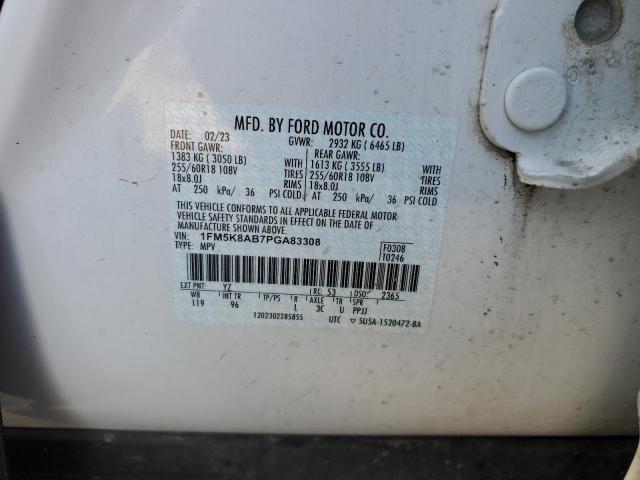 MFD. BY FORD MOTOR CO.
DATE: 02/23 GVWR: 2932 KG ( 6465 LB)
FRONT GAWR: REAR GAWR:
1383 KG ( 3050 LB) 1613 KG ( 3555 LB)
255/60R18 108V TIRES 255/60R18 108V TIRES
18x8.0J RIMS 18x8.0J RIMS
AT 250 kPa/ 36 PSI COLD AT 250 kPa/ 36 PSI COLD
THIS VEHICLE CONFORMS TO ALL APPLICABLE FEDERAL MOTOR
VEHICLE SAFETY STANDARDS IN EFFECT ON THE DATE OF
MANUFACTURE SHOWN ABOVE.
VIN: 1FM5K8AB7PGA83308 F0308
TYPE: MPV T0246
EXT PNT: YZ RC: 53 DSO: 2365
WB INT TR TP/PS R AXLE TR SPR
119 96 L 3C U PPJJ
1202302285855 UTC ▽ 5U5A-1520472-BA